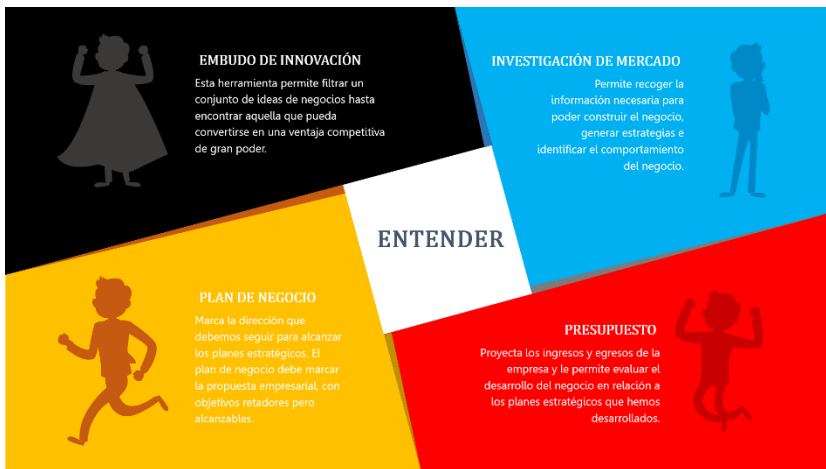 EMBUDO DE INNOVACIÓN
Esta herramienta permite filtrar un
conjunto de ideas de negocios hasta
encontrar aquella que pueda
convertirse en una ventaja competitiva
de gran poder.
INVESTIGACIÓN DE MERCADO
Permite recoger la
información necesaria para
poder construir el negocio,
generar estrategias e
identificar el comportamiento
del negocio.
ENTENDER
PLAN DE NEGOCIO
Marca la dirección que
debemos seguir para alcanzar
los planes estratégicos. El
plan de negocio debe marcar
la propuesta empresarial, con
objetivos retadores pero
alcanzables.
PRESUPUESTO
Proyecta los ingresos y egresos de la
empresa y le permite evaluar el
desarrollo del negocio en relación a
los planes estratégicos que hemos
desarrollados.